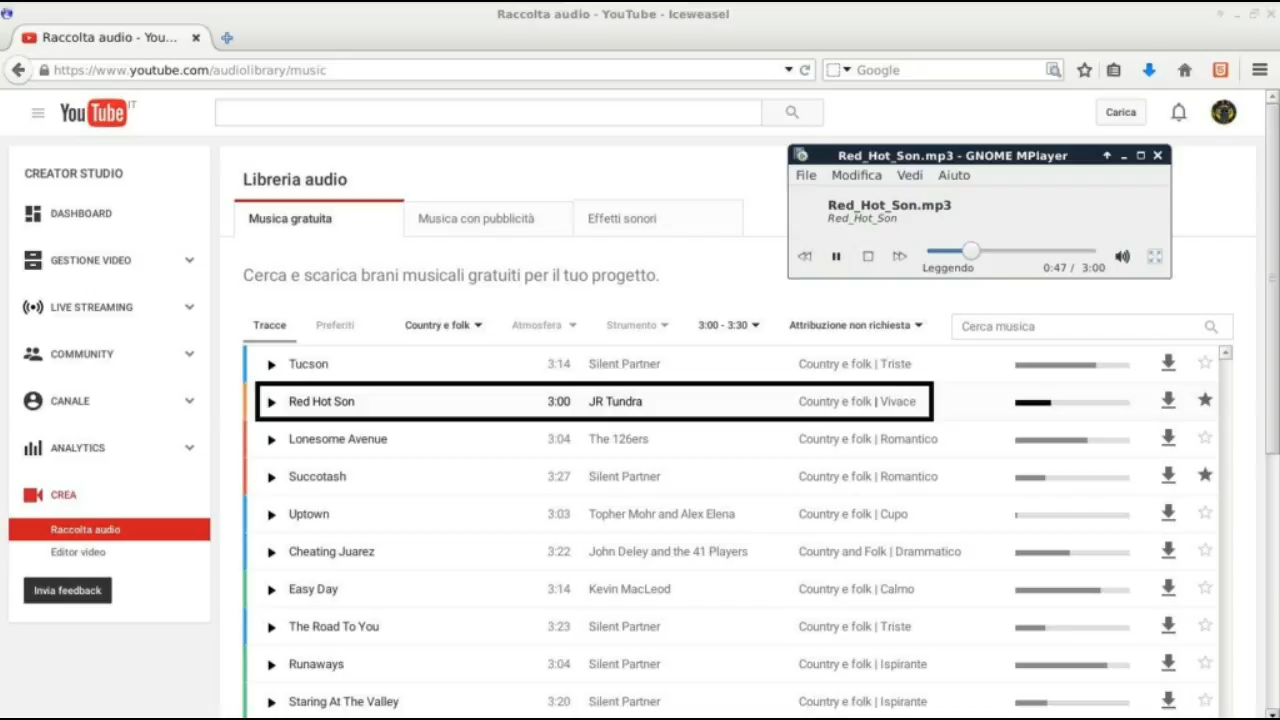 Raccolta audio - YouTube - Iceweasel
Raccolta audio - You...
https://www.youtube.com/audiolibrary/music
Google
YouTube IT
Carica
CREATOR STUDIO
DASHBOARD
GESTIONE VIDEO
LIVE STREAMING
COMMUNITY
CANALE
ANALYTICS
CREA
Raccolta audio
Editor video
Invia feedback
Libreria audio
Musica gratuita Musica con pubblicità Effetti sonori
Cerca e scarica brani musicali gratuiti per il tuo progetto.
Red_Hot_Son.mp3 - GNOME MPlayer
File Modifica Vedi Aiuto
Red_Hot_Son.mp3
Red_Hot_Son
Leggendo 0:47 / 3:00
Tracce Preferiti Country e folk Atmosfera Strumento 3:00 - 3:30 Attribuzione non richiesta Cerca musica
Tucson 3:14 Silent Partner Country e folk | Triste
Red Hot Son 3:00 JR Tundra Country e folk | Vivace
Lonesome Avenue 3:04 The 126ers Country e folk | Romantico
Succotash 3:27 Silent Partner Country e folk | Romantico
Uptown 3:03 Topher Mohr and Alex Elena Country e folk | Cupo
Cheating Juarez 3:22 John Deley and the 41 Players Country and Folk | Drammatico
Easy Day 3:14 Kevin MacLeod Country e folk | Calmo
The Road To You 3:23 Silent Partner Country e folk | Triste
Runaways 3:04 Silent Partner Country e folk | Ispirante
Staring At The Valley 3:20 Silent Partner Country e folk | Ispirante